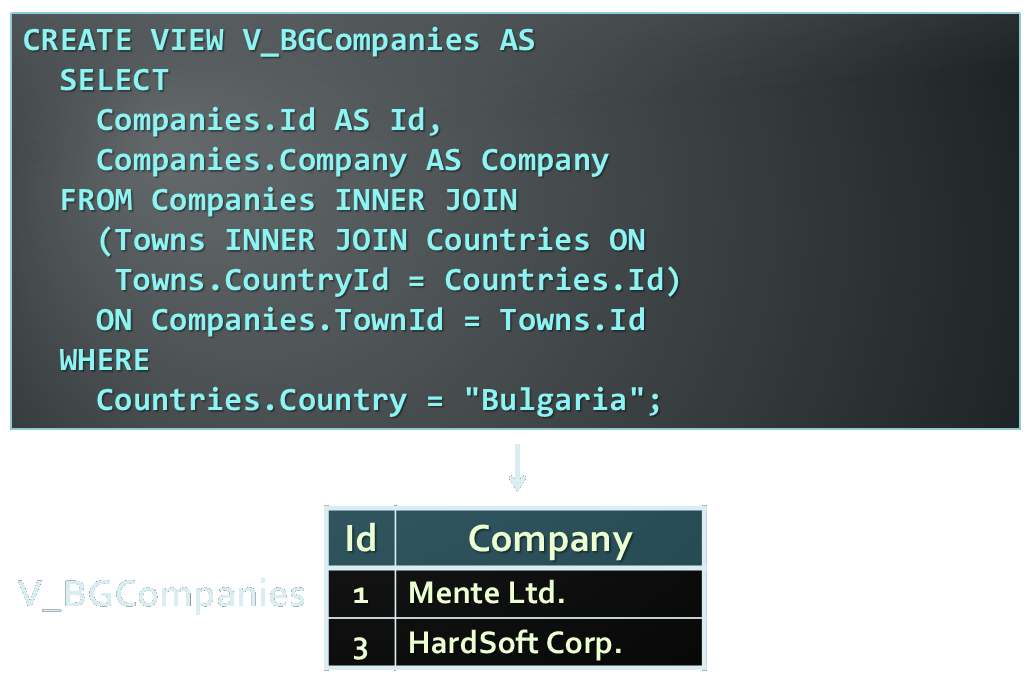 CREATE VIEW V_BGCompanies AS
SELECT
Companies.Id AS Id,
Companies.Company AS Company
FROM Companies INNER JOIN
(Towns INNER JOIN Countries ON
Towns.CountryId = Countries.Id)
ON Companies.TownId = Towns.Id
WHERE
Countries.Country = "Bulgaria";
Id Company
V_BGCompanies
1 Mente Ltd.
3 HardSoft Corp.